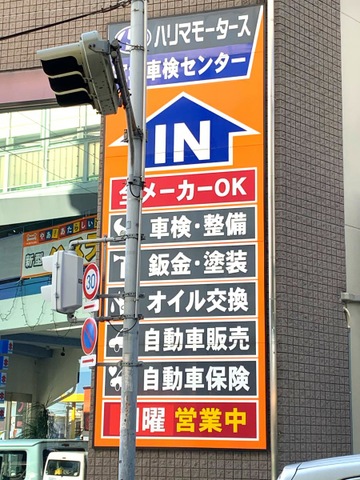 ハリマモータース
車検センター
IN
全メーカーOK
車検・整備
鈑金・塗装
オイル交換
自動車販売
自動車保険
曜 営業中
30